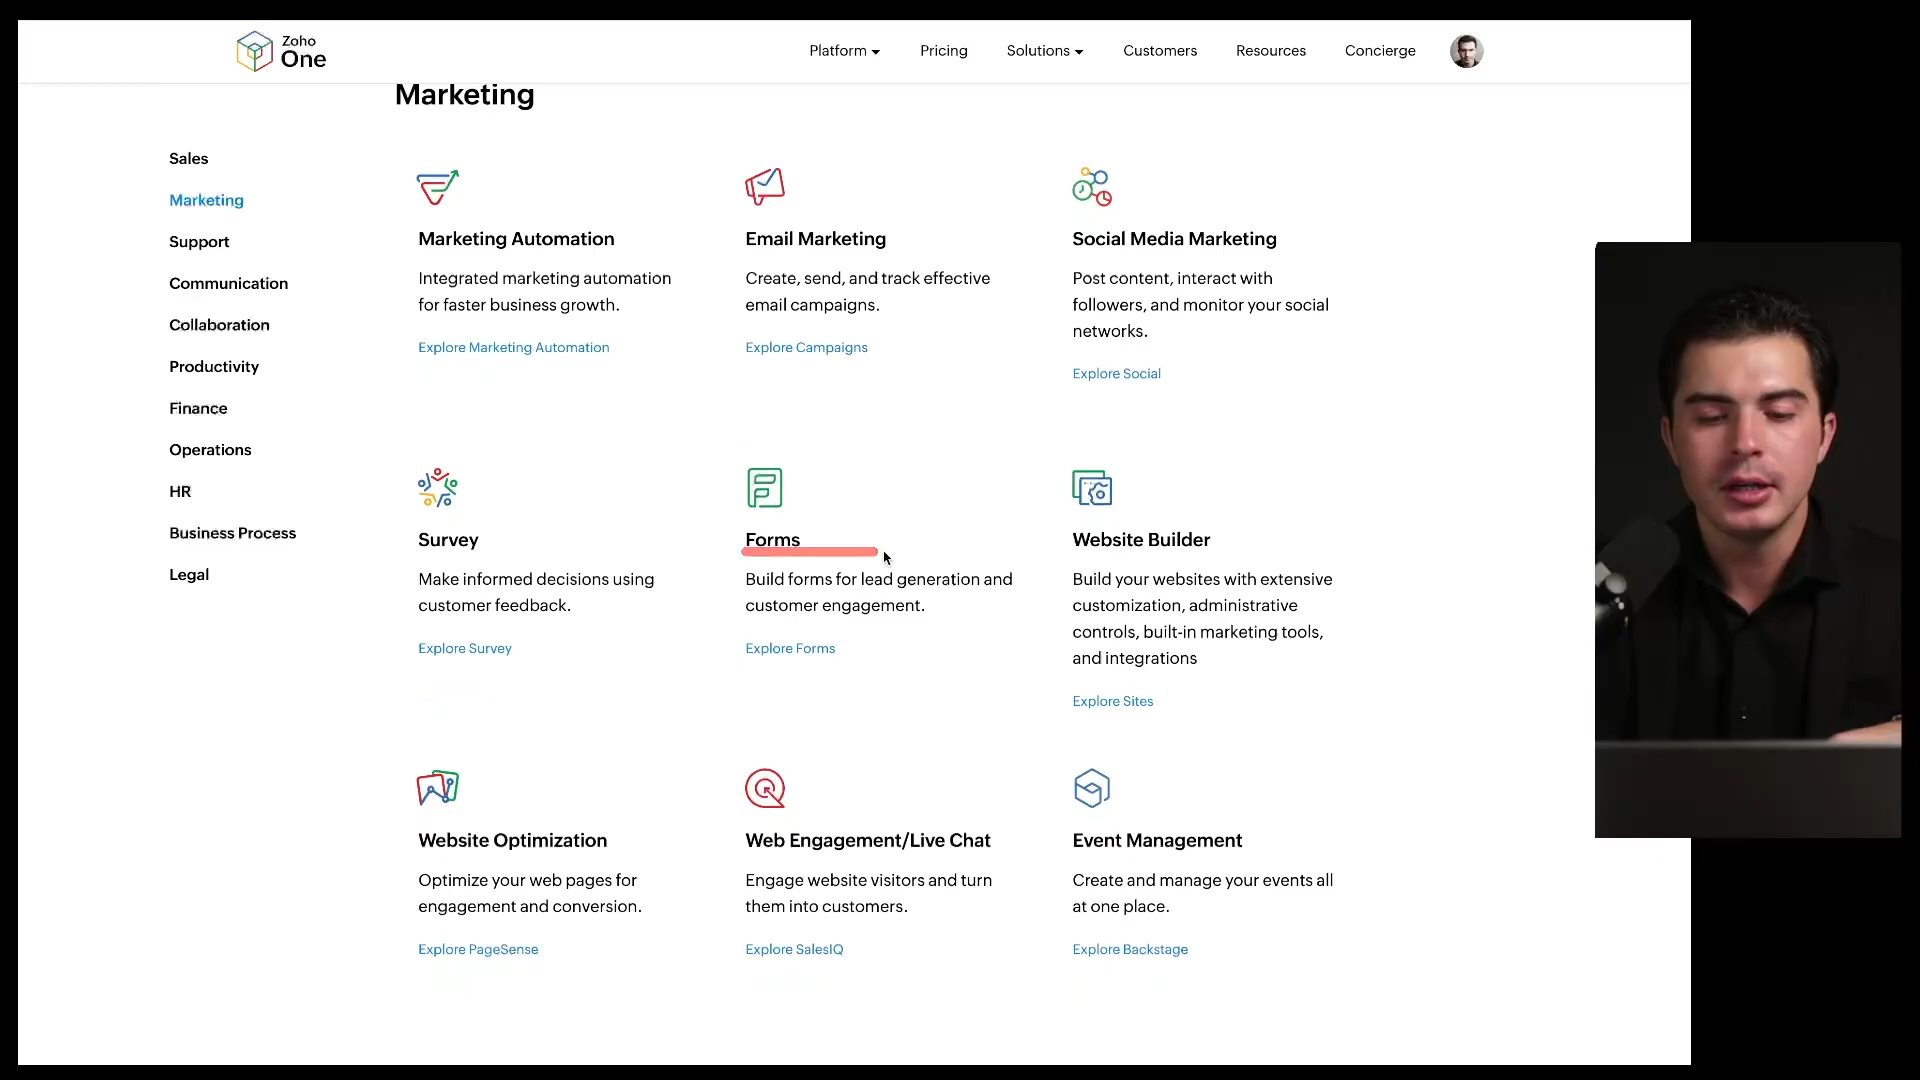 Zoho
One
Platform
Pricing
Solutions
Customers
Resources
Concierge
Marketing
Sales
Marketing
Support
Communication
Collaboration
Productivity
Finance
Operations
HR
Business Process
Legal
Marketing Automation
Integrated marketing automation
for faster business growth.
Explore Marketing Automation
Email Marketing
Create, send, and track effective
email campaigns.
Explore Campaigns
Social Media Marketing
Post content, interact with
followers, and monitor your social
networks.
Explore Social
Survey
Make informed decisions using
customer feedback.
Explore Survey
Forms
Build forms for lead generation and
customer engagement.
Explore Forms
Website Builder
Build your websites with extensive
customization, administrative
controls, built-in marketing tools,
and integrations
Explore Sites
Website Optimization
Optimize your web pages for
engagement and conversion.
Explore PageSense
Web Engagement/Live Chat
Engage website visitors and turn
them into customers.
Explore SalesIQ
Event Management
Create and manage your events all
at one place.
Explore Backstage